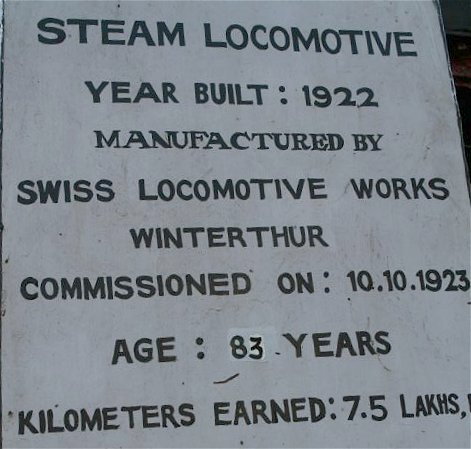 STEAM LOCOMOTIVE
YEAR BUILT : 1922
MANUFACTURED BY
SWISS LOCOMOTIVE WORKS
WINTERTHUR
COMMISSIONED ON : 10.10.1923
AGE : 83 YEARS
KILOMETERS EARNED: 7.5 LAKHS,